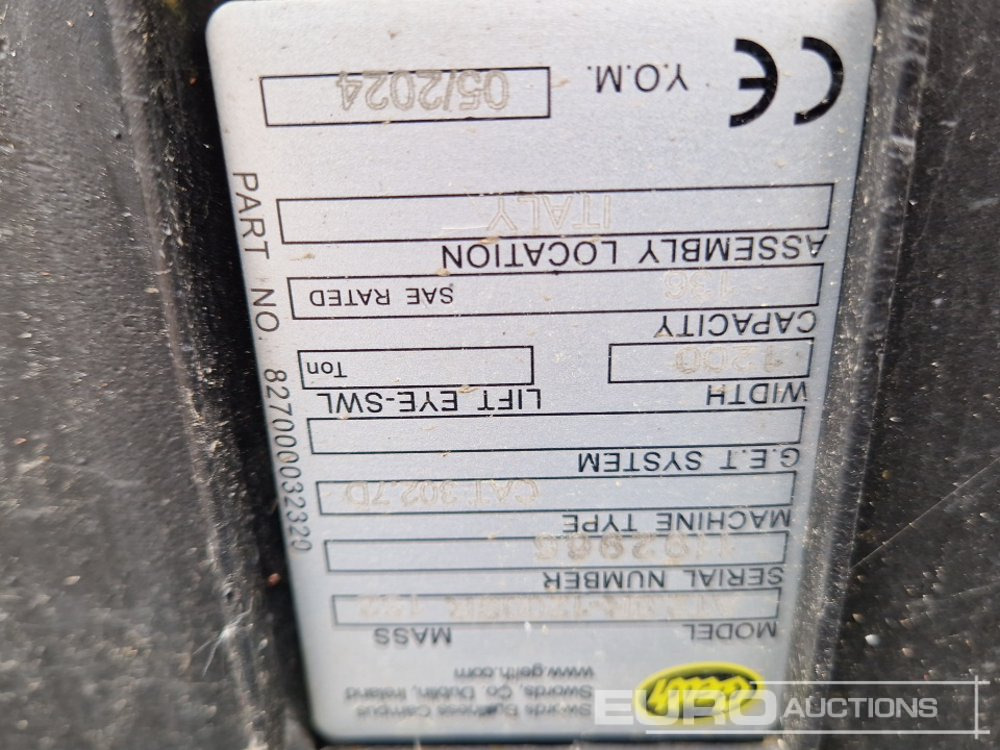 Geith
Swords Business Campus
Swords, Co. Dublin, Ireland
www.geith.com
MODEL MASS
SERIAL NUMBER
MACHINE TYPE
CAT 302.7D
G.E.T SYSTEM
WIDTH LIFT EYE-SWL
1200 Ton
CAPACITY
SAE RATED
ASSEMBLY LOCATION
ITALY
Y.O.M. 05/2024
CE
PART NO. 8270000032320
EURO AUCTIONS